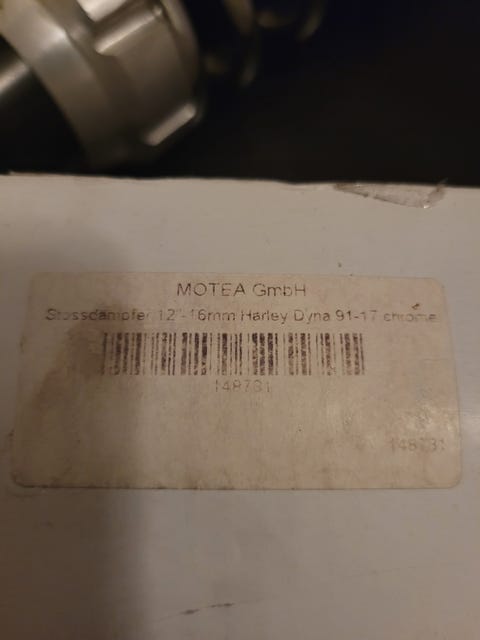 MOTEA GmbH
Stossdämpfer 12"-16mm Harley Dyna 91-17 chrome
148731
148731